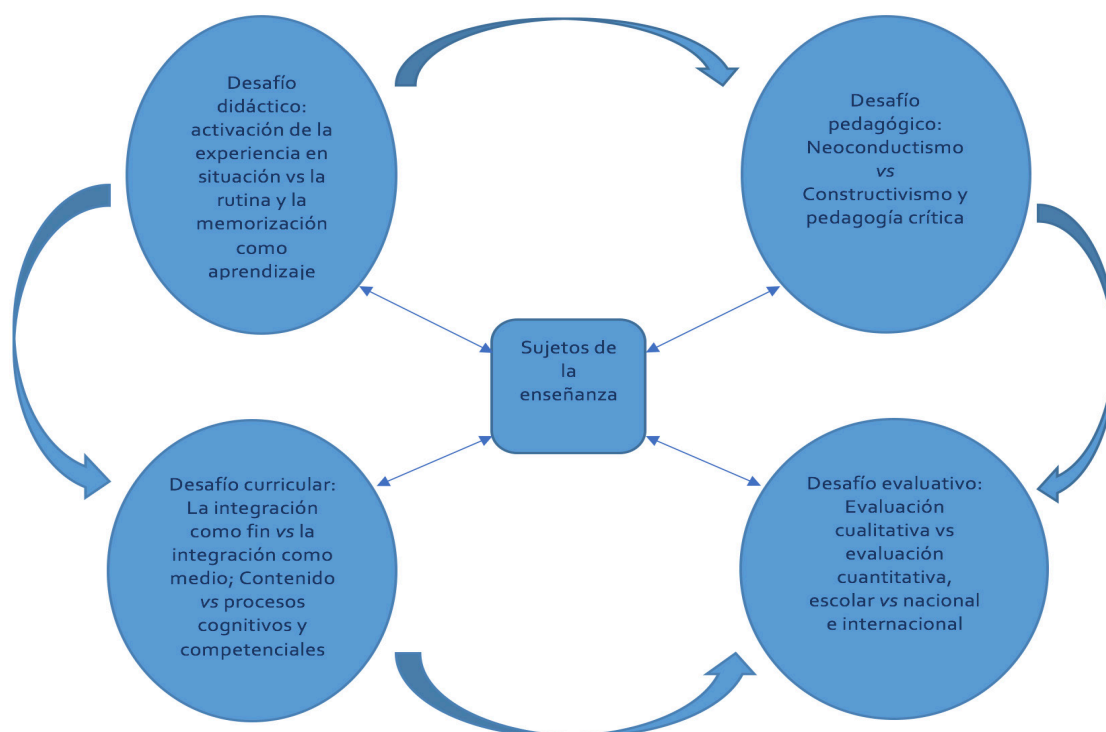 Desafío
didáctico:
activación de la
experiencia en
situación vs la
rutina y la
memorización
como
aprendizaje
Desafío
pedagógico:
Neoconductismo
vs
Constructivismo y
pedagogía crítica
Sujetos de
la
enseñanza
Desafío curricular:
La integración
como fin vs la
integración como
medio; Contenido
vs procesos
cognitivos y
competenciales
Desafío evaluativo:
Evaluación
cualitativa vs
evaluación
cuantitativa,
escolar vs nacional
e internacional